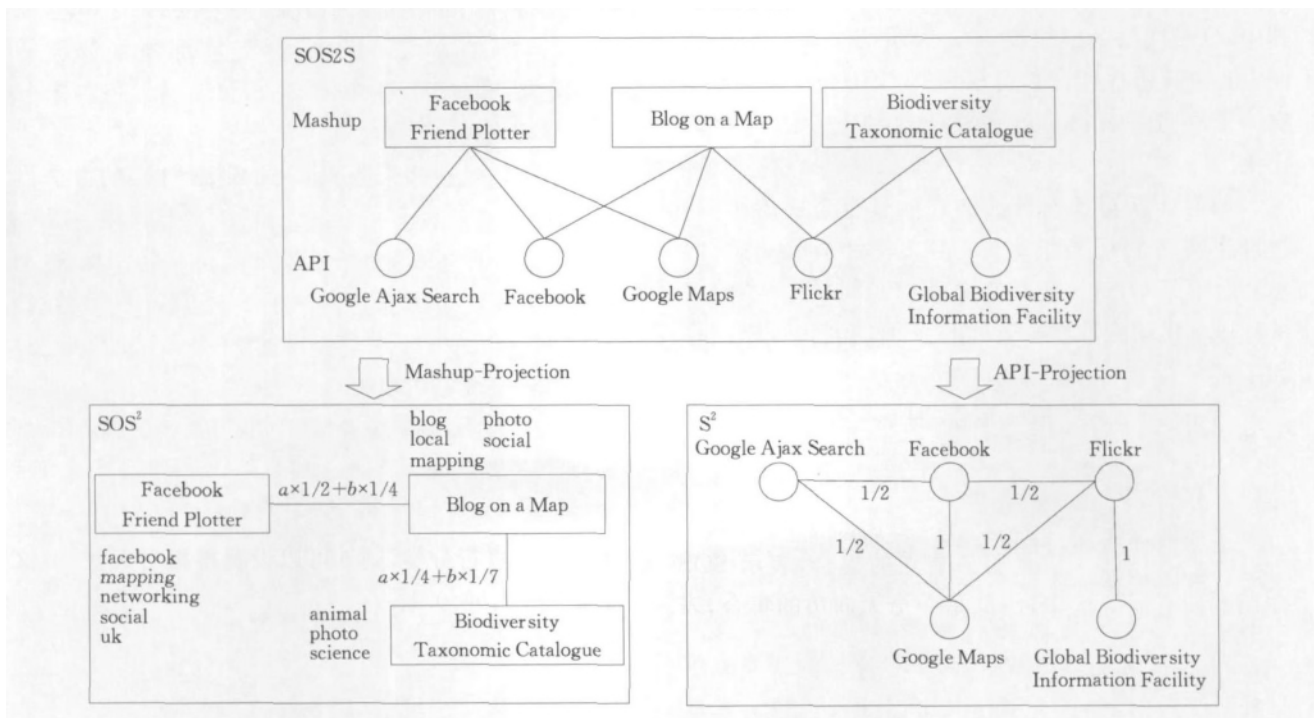 SOS2S
Mashup
Facebook
Friend Plotter
Blog on a Map
Biodiversity
Taxonomic Catalogue
API
Google Ajax Search
Facebook
Google Maps
Flickr
Global Biodiversity
Information Facility
Mashup-Projection
API-Projection
SOS²
blog photo
local social
mapping
Facebook
Friend Plotter
a×1/2+b×1/4
Blog on a Map
facebook
mapping
networking
social
uk
a×1/4+b×1/7
animal
photo
science
Biodiversity
Taxonomic Catalogue
S²
Google Ajax Search
Facebook
Flickr
1/2
1/2
1/2
1
1/2
1
Google Maps
Global Biodiversity
Information Facility